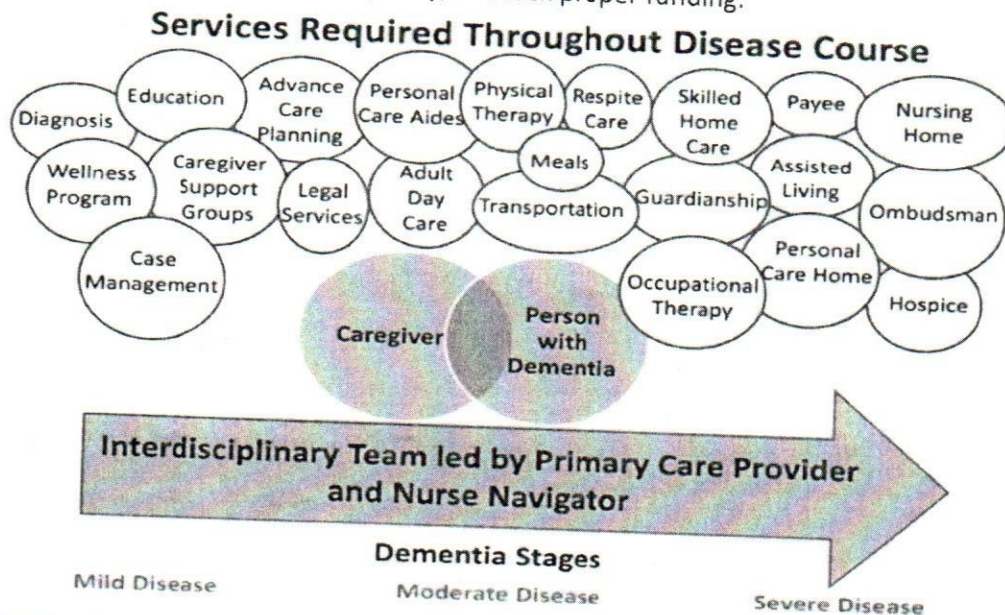 proper funding.
Services Required Throughout Disease Course
Diagnosis
Education
Advance
Care
Planning
Personal
Care Aides
Physical
Therapy
Respite
Care
Skilled
Home
Care
Payee
Nursing
Home
Wellness
Program
Caregiver
Support
Groups
Legal
Services
Adult
Day
Care
Meals
Transportation
Guardianship
Assisted
Living
Ombudsman
Case
Management
Occupational
Therapy
Personal
Care Home
Hospice
Caregiver
Person
with
Dementia
Interdisciplinary Team led by Primary Care Provider
and Nurse Navigator
Dementia Stages
Mild Disease
Moderate Disease
Severe Disease